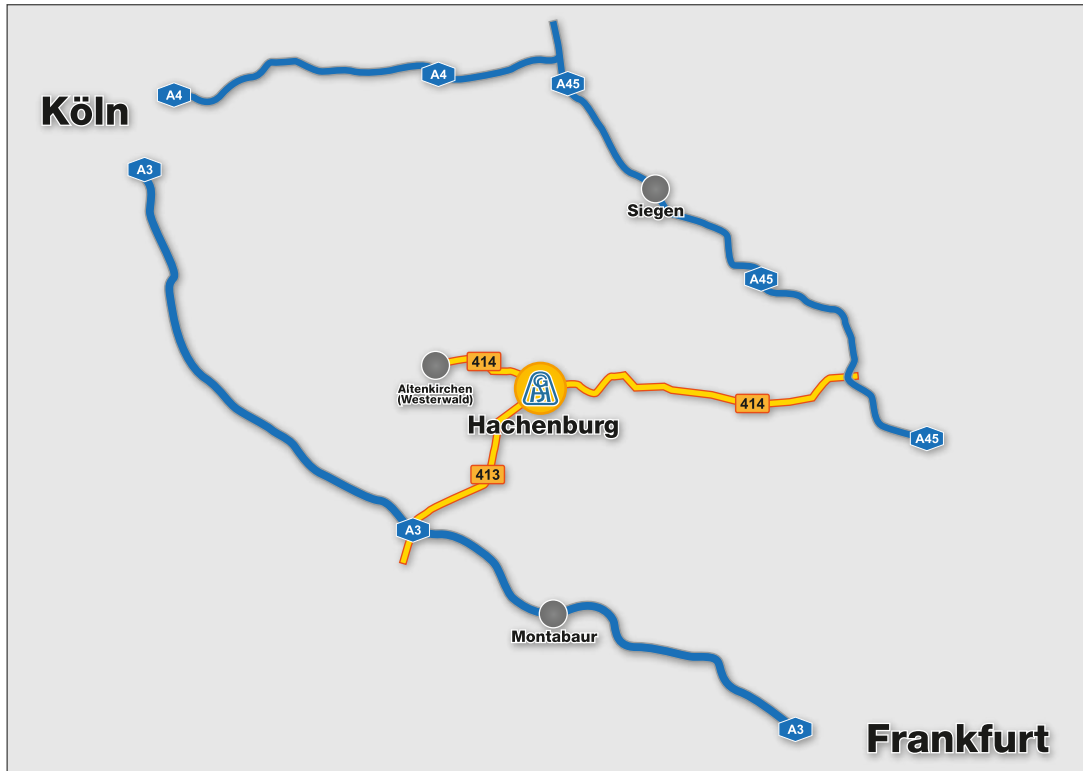 A4
A45
A4
Köln
A3
Siegen
A45
414
Altenkirchen
(Westerwald)
414
Hachenburg
A45
413
A3
Montabaur
A3
Frankfurt